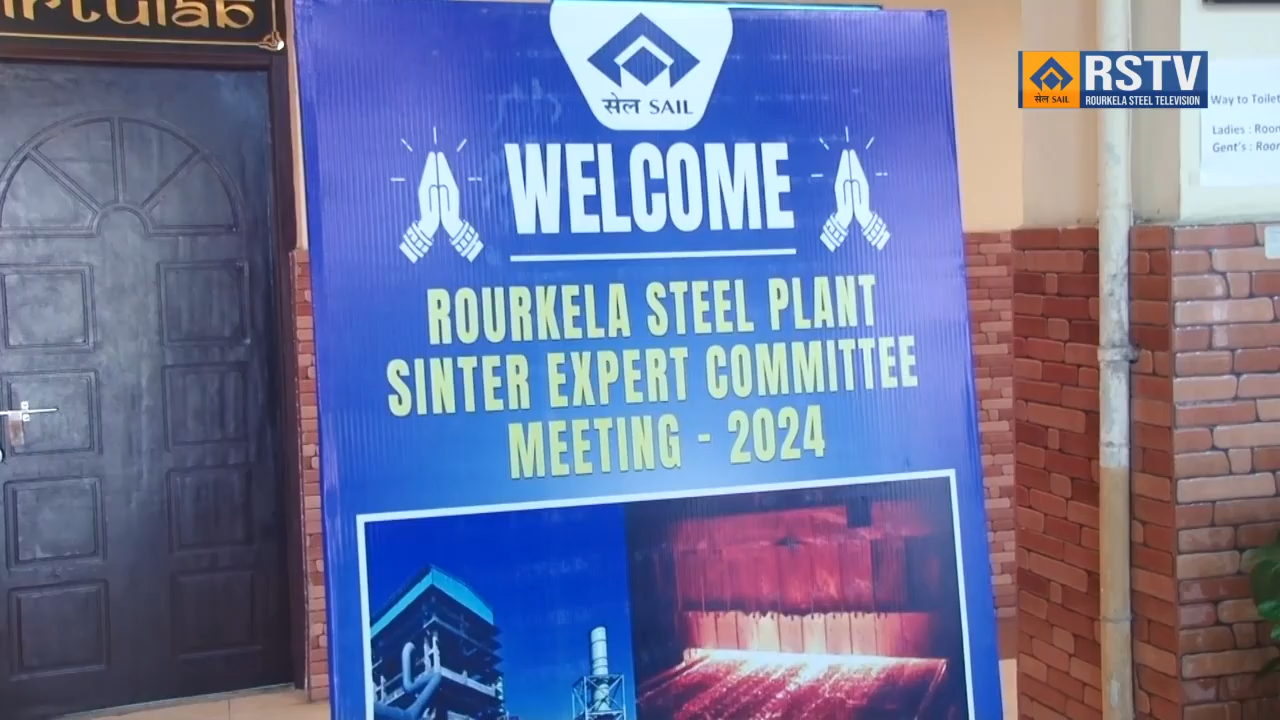 सेल SAIL
WELCOME
ROURKELA STEEL PLANT
SINTER EXPERT COMMITTEE
MEETING - 2024
RSTV
सेल SAIL
ROURKELA STEEL TELEVISION
Way to Toilet
Ladies : Room
Gent's : Room